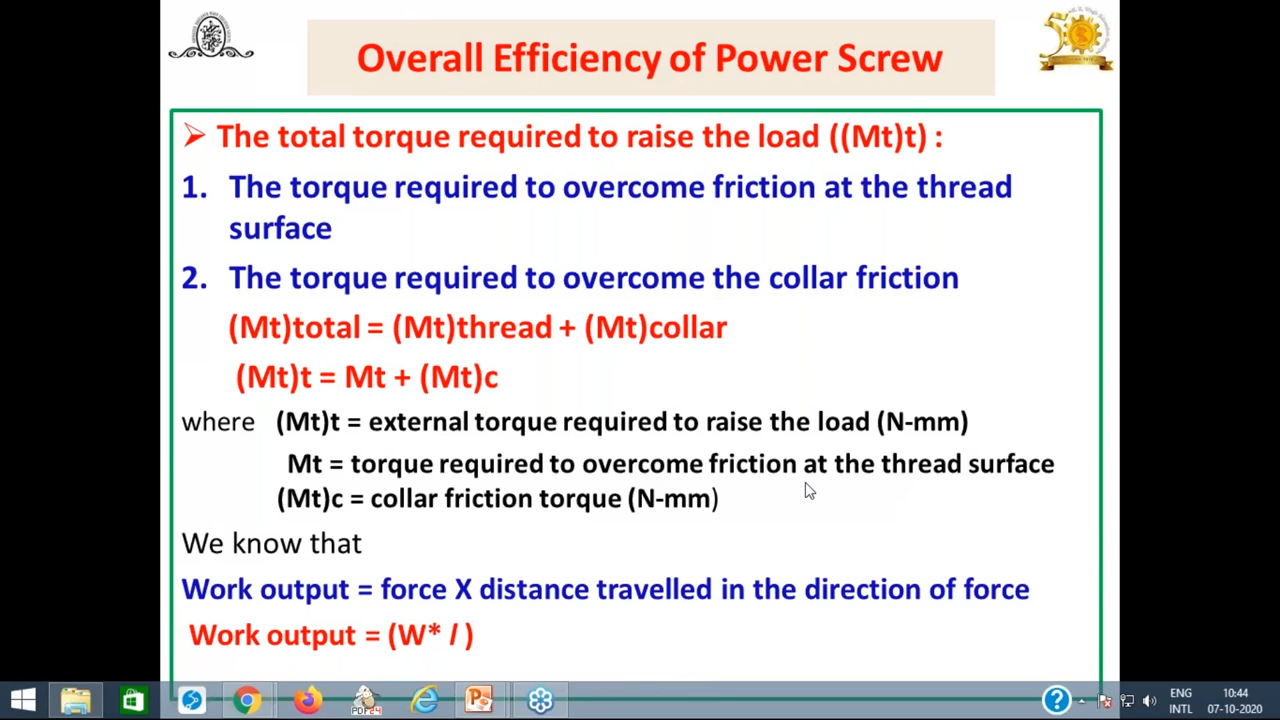 Overall Efficiency of Power Screw
➢ The total torque required to raise the load ((Mt)t) :
1. The torque required to overcome friction at the thread
surface
2. The torque required to overcome the collar friction
(Mt)total = (Mt)thread + (Mt)collar
(Mt)t = Mt + (Mt)c
where (Mt)t = external torque required to raise the load (N-mm)
Mt = torque required to overcome friction at the thread surface
(Mt)c = collar friction torque (N-mm)
We know that
Work output = force X distance travelled in the direction of force
Work output = (W* l )
PDF24
ENG
INTL
10:44
07-10-2020